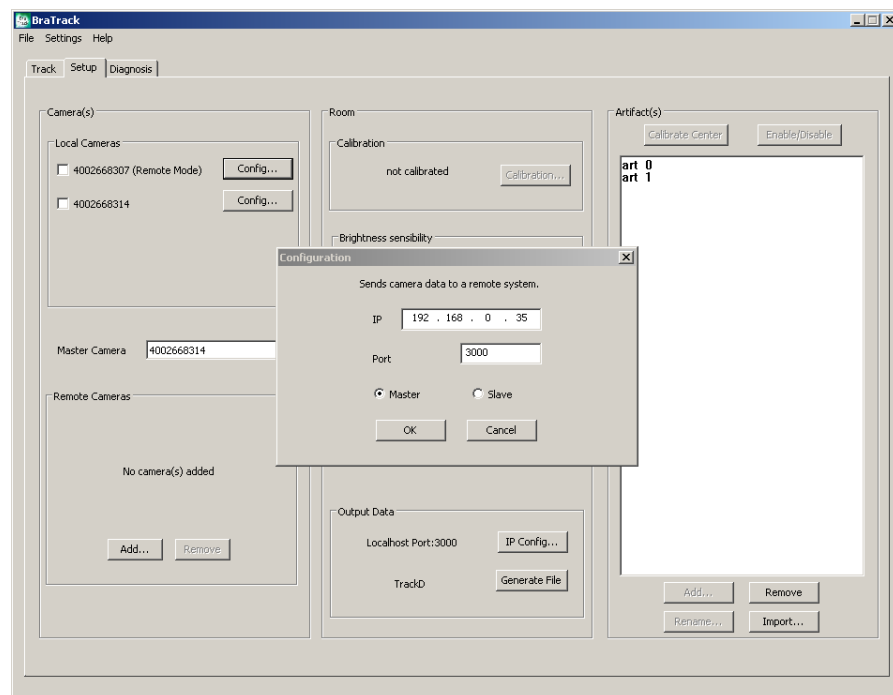 BraTrack
File Settings Help
Track Setup Diagnosis
Camera(s)
Local Cameras
4002668307 (Remote Mode) Config...
4002668314 Config...
Master Camera 4002668314
Remote Cameras
No camera(s) added
Add... Remove
Room
Calibration
not calibrated Calibration...
Brightness sensibility
Configuration
Sends camera data to a remote system.
IP 192 . 168 . 0 . 35
Port 3000
Master Slave
OK Cancel
Output Data
Localhost Port:3000 IP Config...
TrackD Generate File
Artifact(s)
Calibrate Center Enable/Disable
art 0
art 1
Add... Remove
Rename... Import...